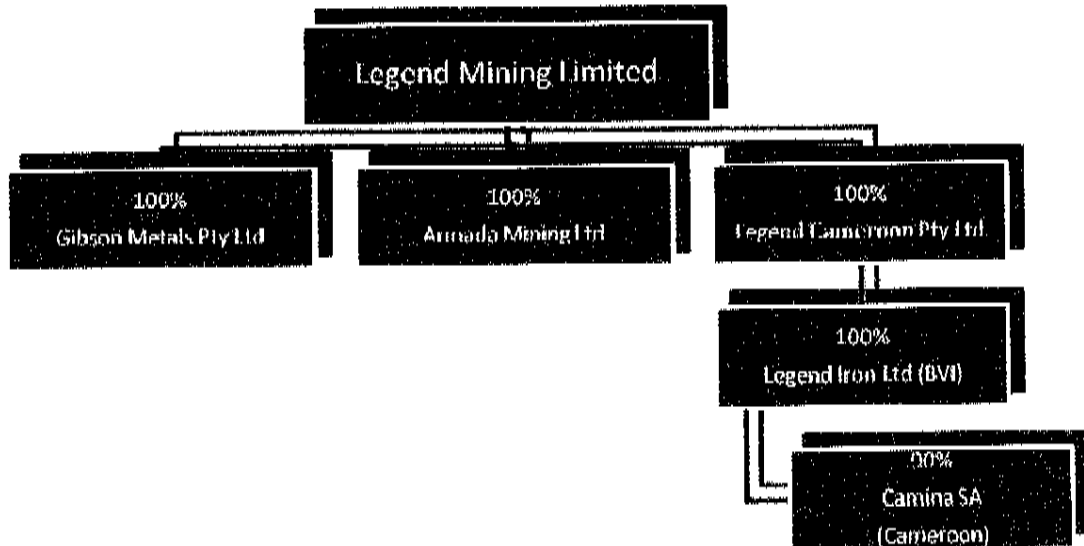 Legend Mining Limited
100%
Gibson Metals Pty Ltd
100%
Armada Mining Ltd
100%
Legend Cameroon Pty Ltd
100%
Legend Iron Ltd (BVI)
Camina SA
(Cameroon)